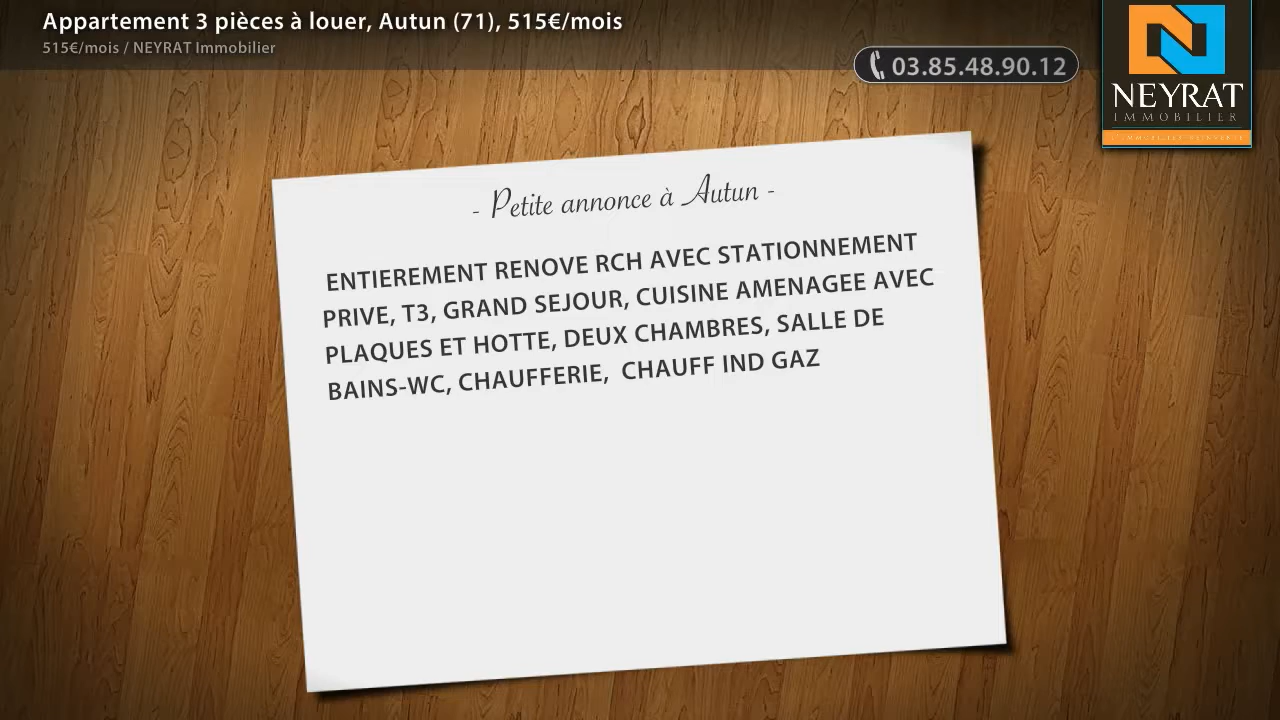 Appartement 3 pièces à louer, Autun (71), 515€/mois
515€/mois / NEYRAT Immobilier
03.85.48.90.12
NEYRAT
IMMOBILIER
- Petite annonce à Autun -
ENTIEREMENT RENOVE RCH AVEC STATIONNEMENT
PRIVE, T3, GRAND SEJOUR, CUISINE AMENAGEE AVEC
PLAQUES ET HOTTE, DEUX CHAMBRES, SALLE DE
BAINS-WC, CHAUFFERIE,  CHAUFF IND GAZ